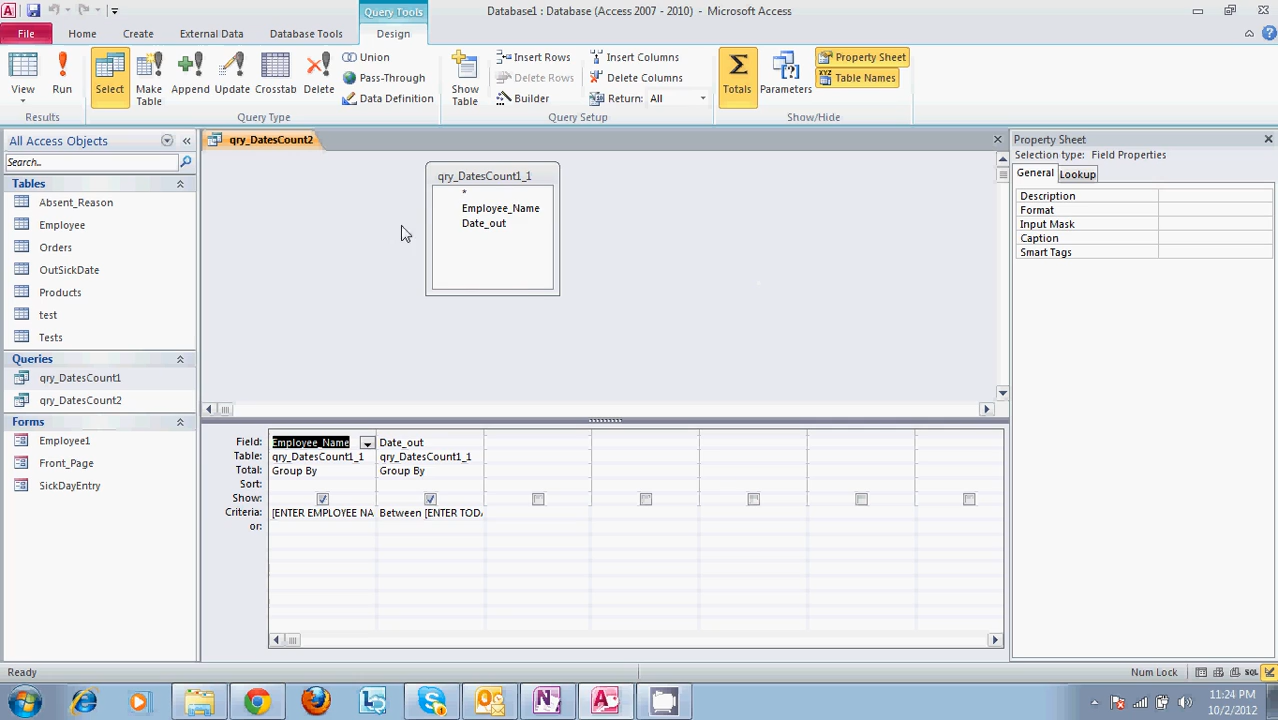 Query Tools
Database1 : Database (Access 2007 - 2010) - Microsoft Access
File Home Create External Data Database Tools Design
View Run Select Make Table Append Update Crosstab Delete
Union
Pass-Through
Data Definition
Show Table
Insert Rows
Delete Rows
Builder
Insert Columns
Delete Columns
Return: All
Totals Parameters
Property Sheet
Table Names
Results Query Type Query Setup Show/Hide
All Access Objects
Search..
Tables
Absent_Reason
Employee
Orders
OutSickDate
Products
test
Tests
Queries
qry_DatesCount1
qry_DatesCount2
Forms
Employee1
Front_Page
SickDayEntry
qry_DatesCount2
qry_DatesCount1_1
*
Employee_Name
Date_out
Field: Employee_Name Date_out
Table: qry_DatesCount1_1 qry_DatesCount1_1
Total: Group By Group By
Sort:
Show:
Criteria: [ENTER EMPLOYEE NA Between [ENTER TOD
or:
Property Sheet
Selection type: Field Properties
General Lookup
Description
Format
Input Mask
Caption
Smart Tags
Ready
Num Lock
SQL
11:24 PM
10/2/2012